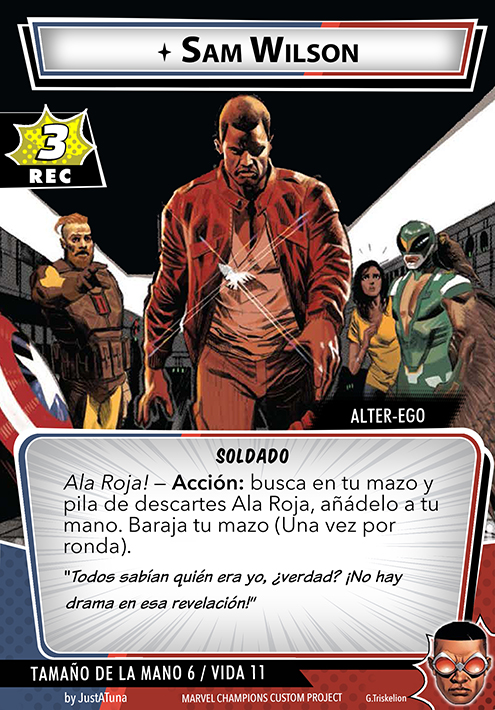 SAM WILSON
3
REC
ALTER-EGO
SOLDADO
Ala Roja! – Acción: busca en tu mazo y
pila de descartes Ala Roja, añádelo a tu
mano. Baraja tu mazo (Una vez por
ronda).
"Todos sabían quién era yo, ¿verdad? ¡No hay
drama en esa revelación!"
TAMAÑO DE LA MANO 6 / VIDA 11
by JustATuna
MARVEL CHAMPIONS CUSTOM PROJECT
G.Triskelion